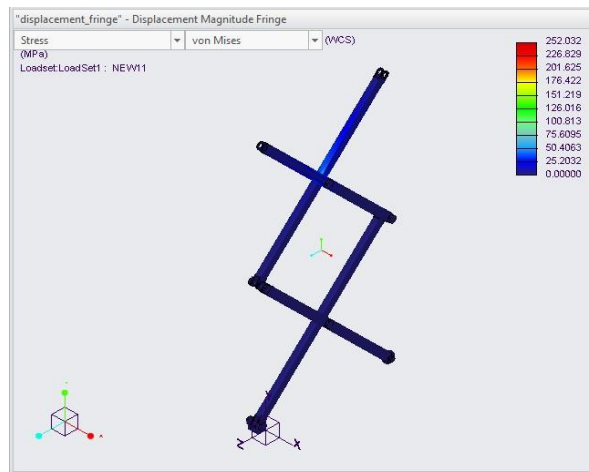 "displacement_fringe" - Displacement Magnitude Fringe
Stress von Mises (WCS)
(MPa)
Loadset:LoadSet1 : NEW11
252.032
226.829
201.625
176.422
151.219
126.016
100.813
75.6095
50.4063
25.2032
0.00000
Z X